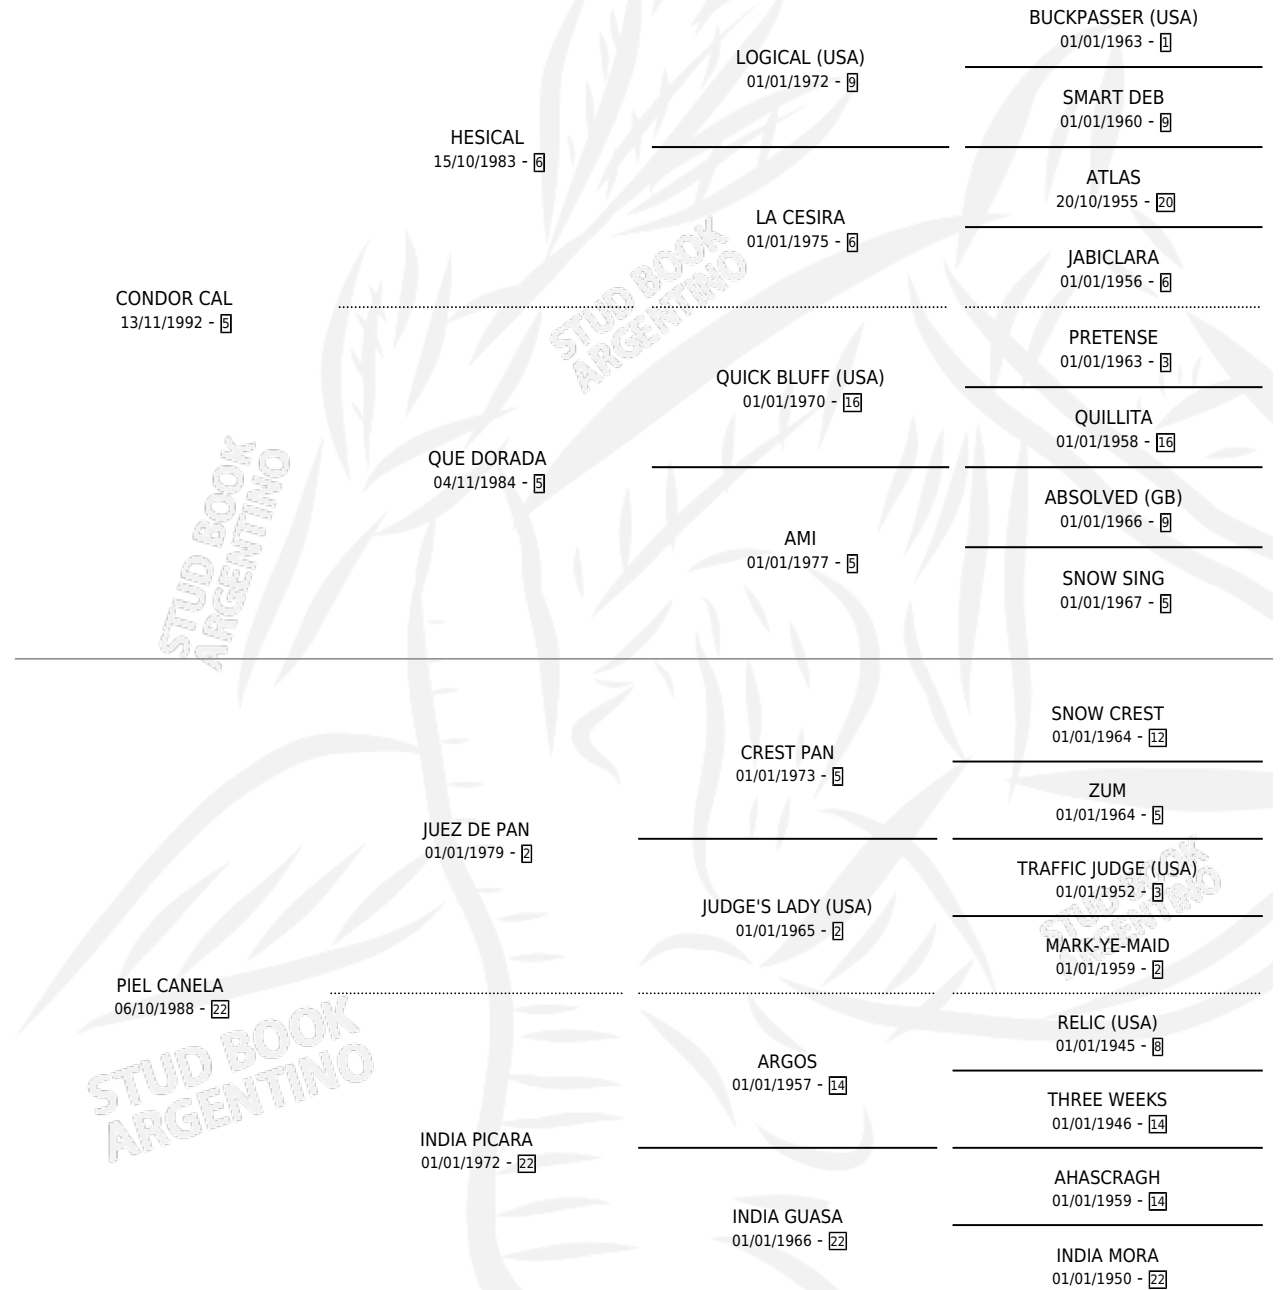 BUCKPASSER (USA)
01/01/1963 - 1
LOGICAL (USA)
01/01/1972 - 9
SMART DEB
01/01/1960 - 9
HESICAL
15/10/1983 - 6
ATLAS
20/10/1955 - 20
LA CESIRA
01/01/1975 - 6
JABICLARA
01/01/1956 - 6
CONDOR CAL
13/11/1992 - 5
PRETENSE
01/01/1963 - 3
QUICK BLUFF (USA)
01/01/1970 - 16
QUILLITA
01/01/1958 - 16
QUE DORADA
04/11/1984 - 5
ABSOLVED (GB)
01/01/1966 - 9
AMI
01/01/1977 - 5
SNOW SING
01/01/1967 - 5
SNOW CREST
01/01/1964 - 12
CREST PAN
01/01/1973 - 5
ZUM
01/01/1964 - 5
JUEZ DE PAN
01/01/1979 - 2
TRAFFIC JUDGE (USA)
01/01/1952 - 3
JUDGE'S LADY (USA)
01/01/1965 - 2
MARK-YE-MAID
01/01/1959 - 2
PIEL CANELA
06/10/1988 - 22
RELIC (USA)
01/01/1945 - 8
ARGOS
01/01/1957 - 14
THREE WEEKS
01/01/1946 - 14
INDIA PICARA
01/01/1972 - 22
AHASCRAGH
01/01/1959 - 14
INDIA GUASA
01/01/1966 - 22
INDIA MORA
01/01/1950 - 22
STUD BOOK
ARGENTINO
STUD BOOK
ARGENTINO
STUD BOOK
ARGENTINO
STUD BOOK
ARGENTINO